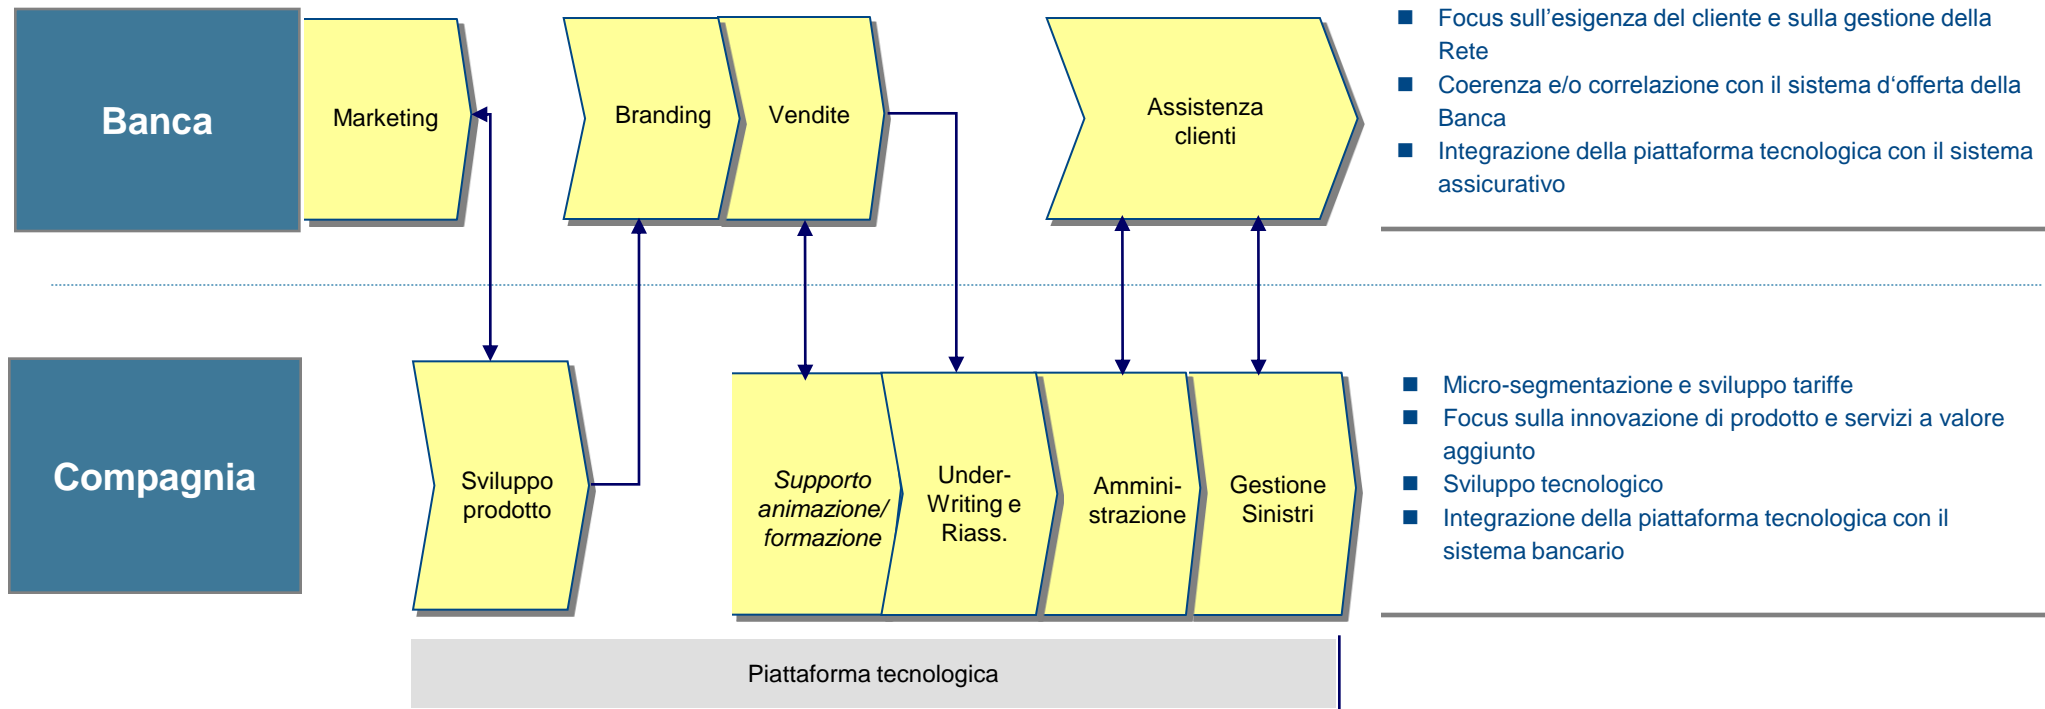 Banca
Marketing
Branding
Vendite
Assistenza
clienti
Focus sull’esigenza del cliente e sulla gestione della
Rete
Coerenza e/o correlazione con il sistema d‘offerta della
Banca
Integrazione della piattaforma tecnologica con il sistema
assicurativo
Compagnia
Sviluppo
prodotto
Supporto
animazione/
formazione
Under-
Writing e
Riass.
Ammini-
strazione
Gestione
Sinistri
Micro-segmentazione e sviluppo tariffe
Focus sulla innovazione di prodotto e servizi a valore
aggiunto
Sviluppo tecnologico
Integrazione della piattaforma tecnologica con il
sistema bancario
Piattaforma tecnologica